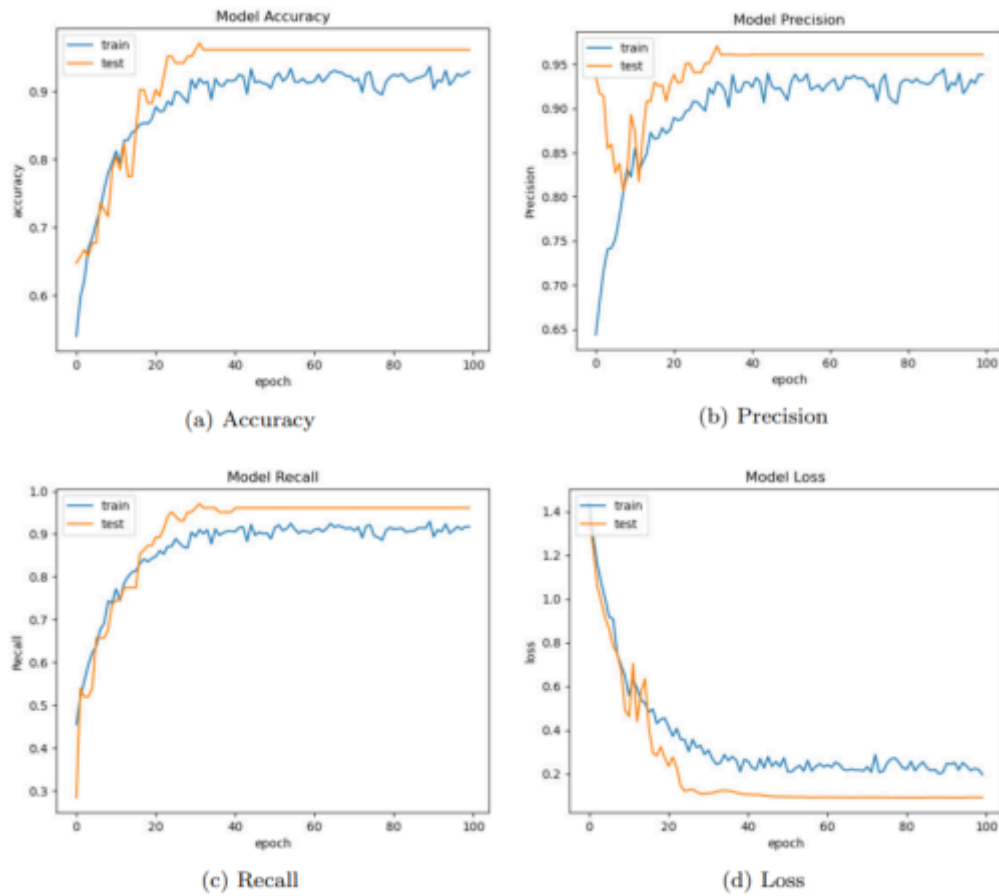 Model Accuracy
train
test
0.9
0.8
0.7
0.6
accuracy
0 20 40 60 80 100
epoch
(a) Accuracy
Model Precision
train
test
0.95
0.90
0.85
0.80
0.75
0.70
0.65
Precision
0 20 40 60 80 100
epoch
(b) Precision
Model Recall
train
test
1.0
0.9
0.8
0.7
0.6
0.5
0.4
0.3
Recall
0 20 40 60 80 100
epoch
(c) Recall
Model Loss
train
test
1.4
1.2
1.0
0.8
0.6
0.4
0.2
loss
0 20 40 60 80 100
epoch
(d) Loss